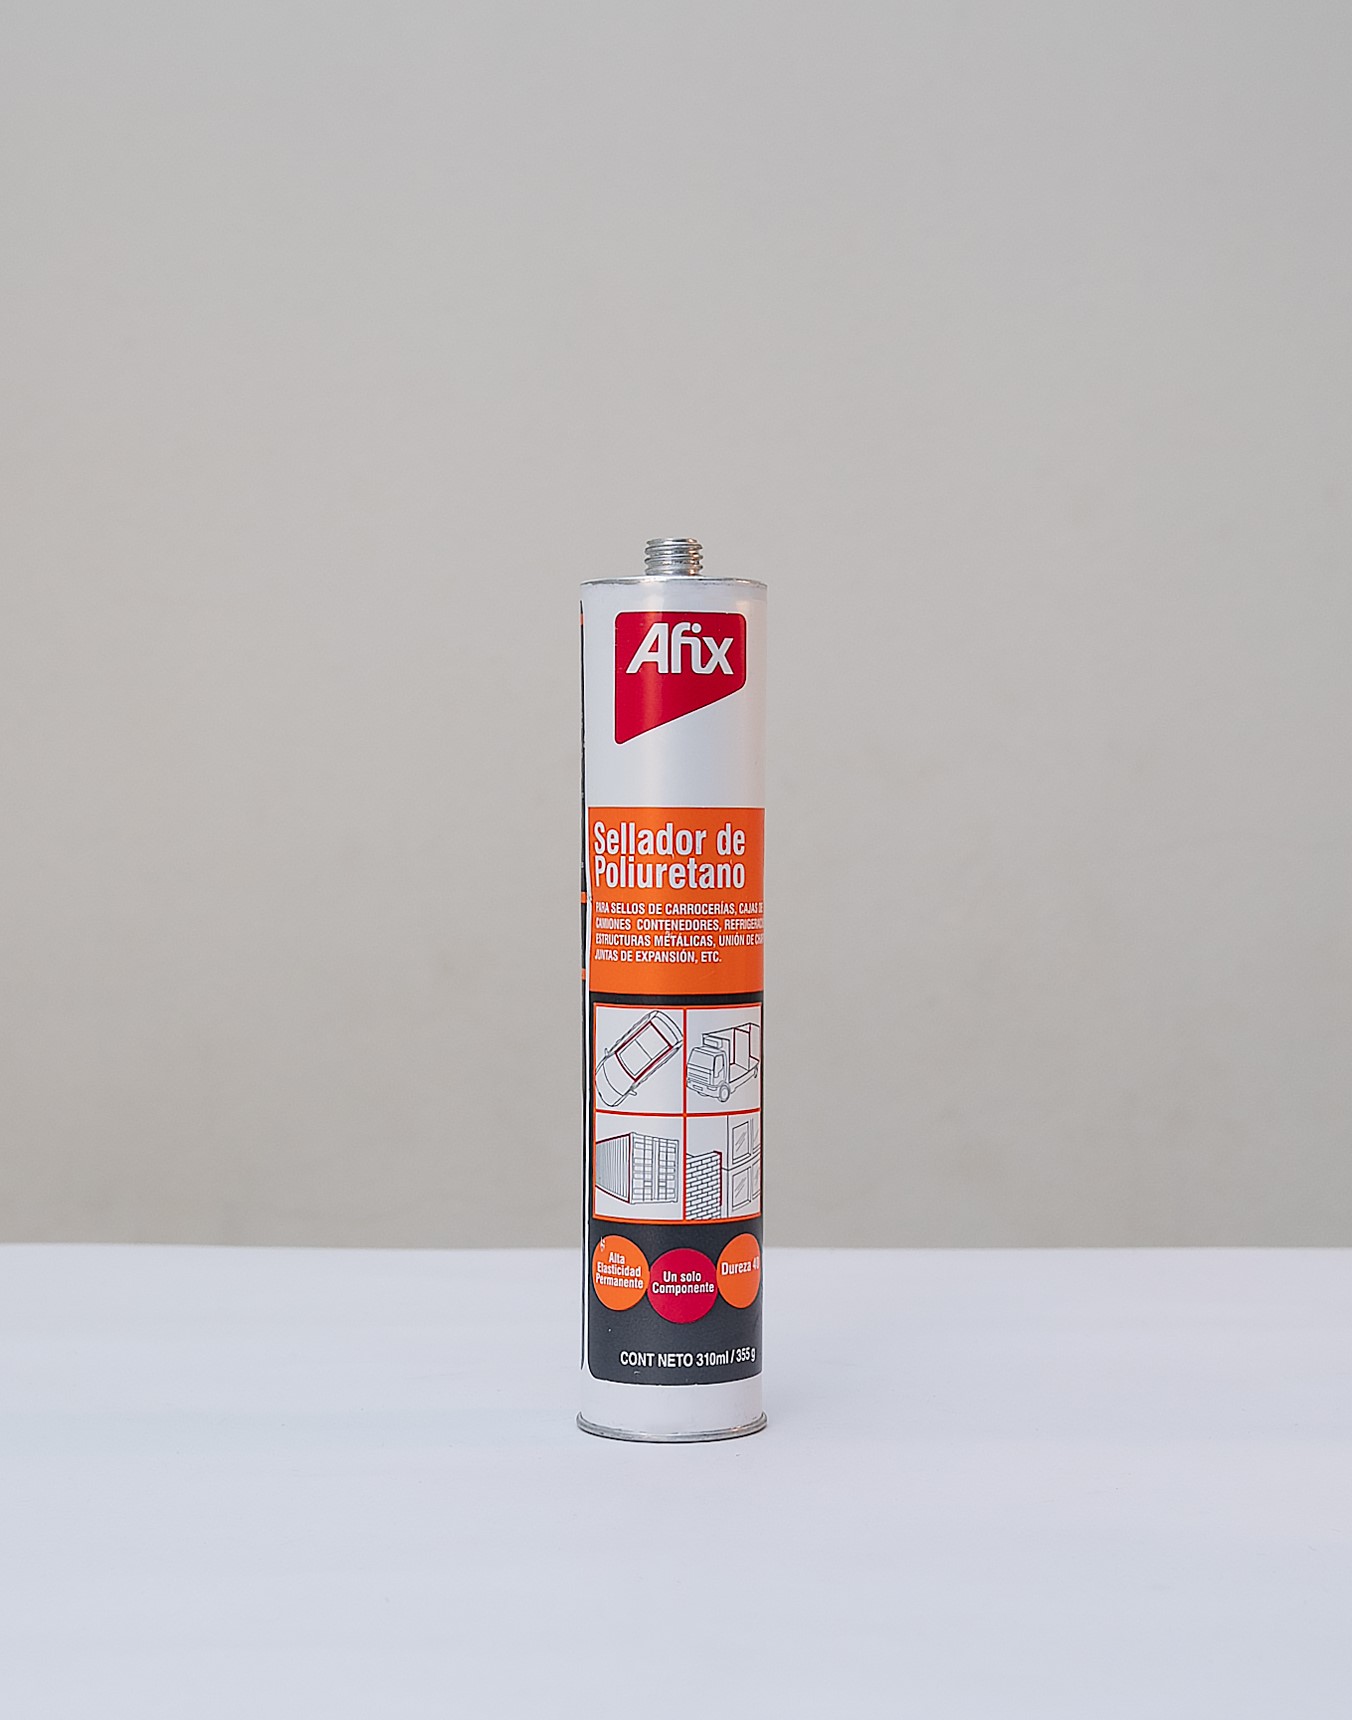 Afix
Sellador de
Poliuretano
PARA SELLOS DE CARROCERÍAS, CAJAS DE
CAMIONES CONTENEDORES,
ESTRUCTURAS METÁLICAS, UNIÓN DE
JUNTAS DE EXPANSIÓN, ETC.
Alta
Elasticidad
Permanente
Un solo
Componente
Dureza 40
CONT NETO 310ml / 355 g